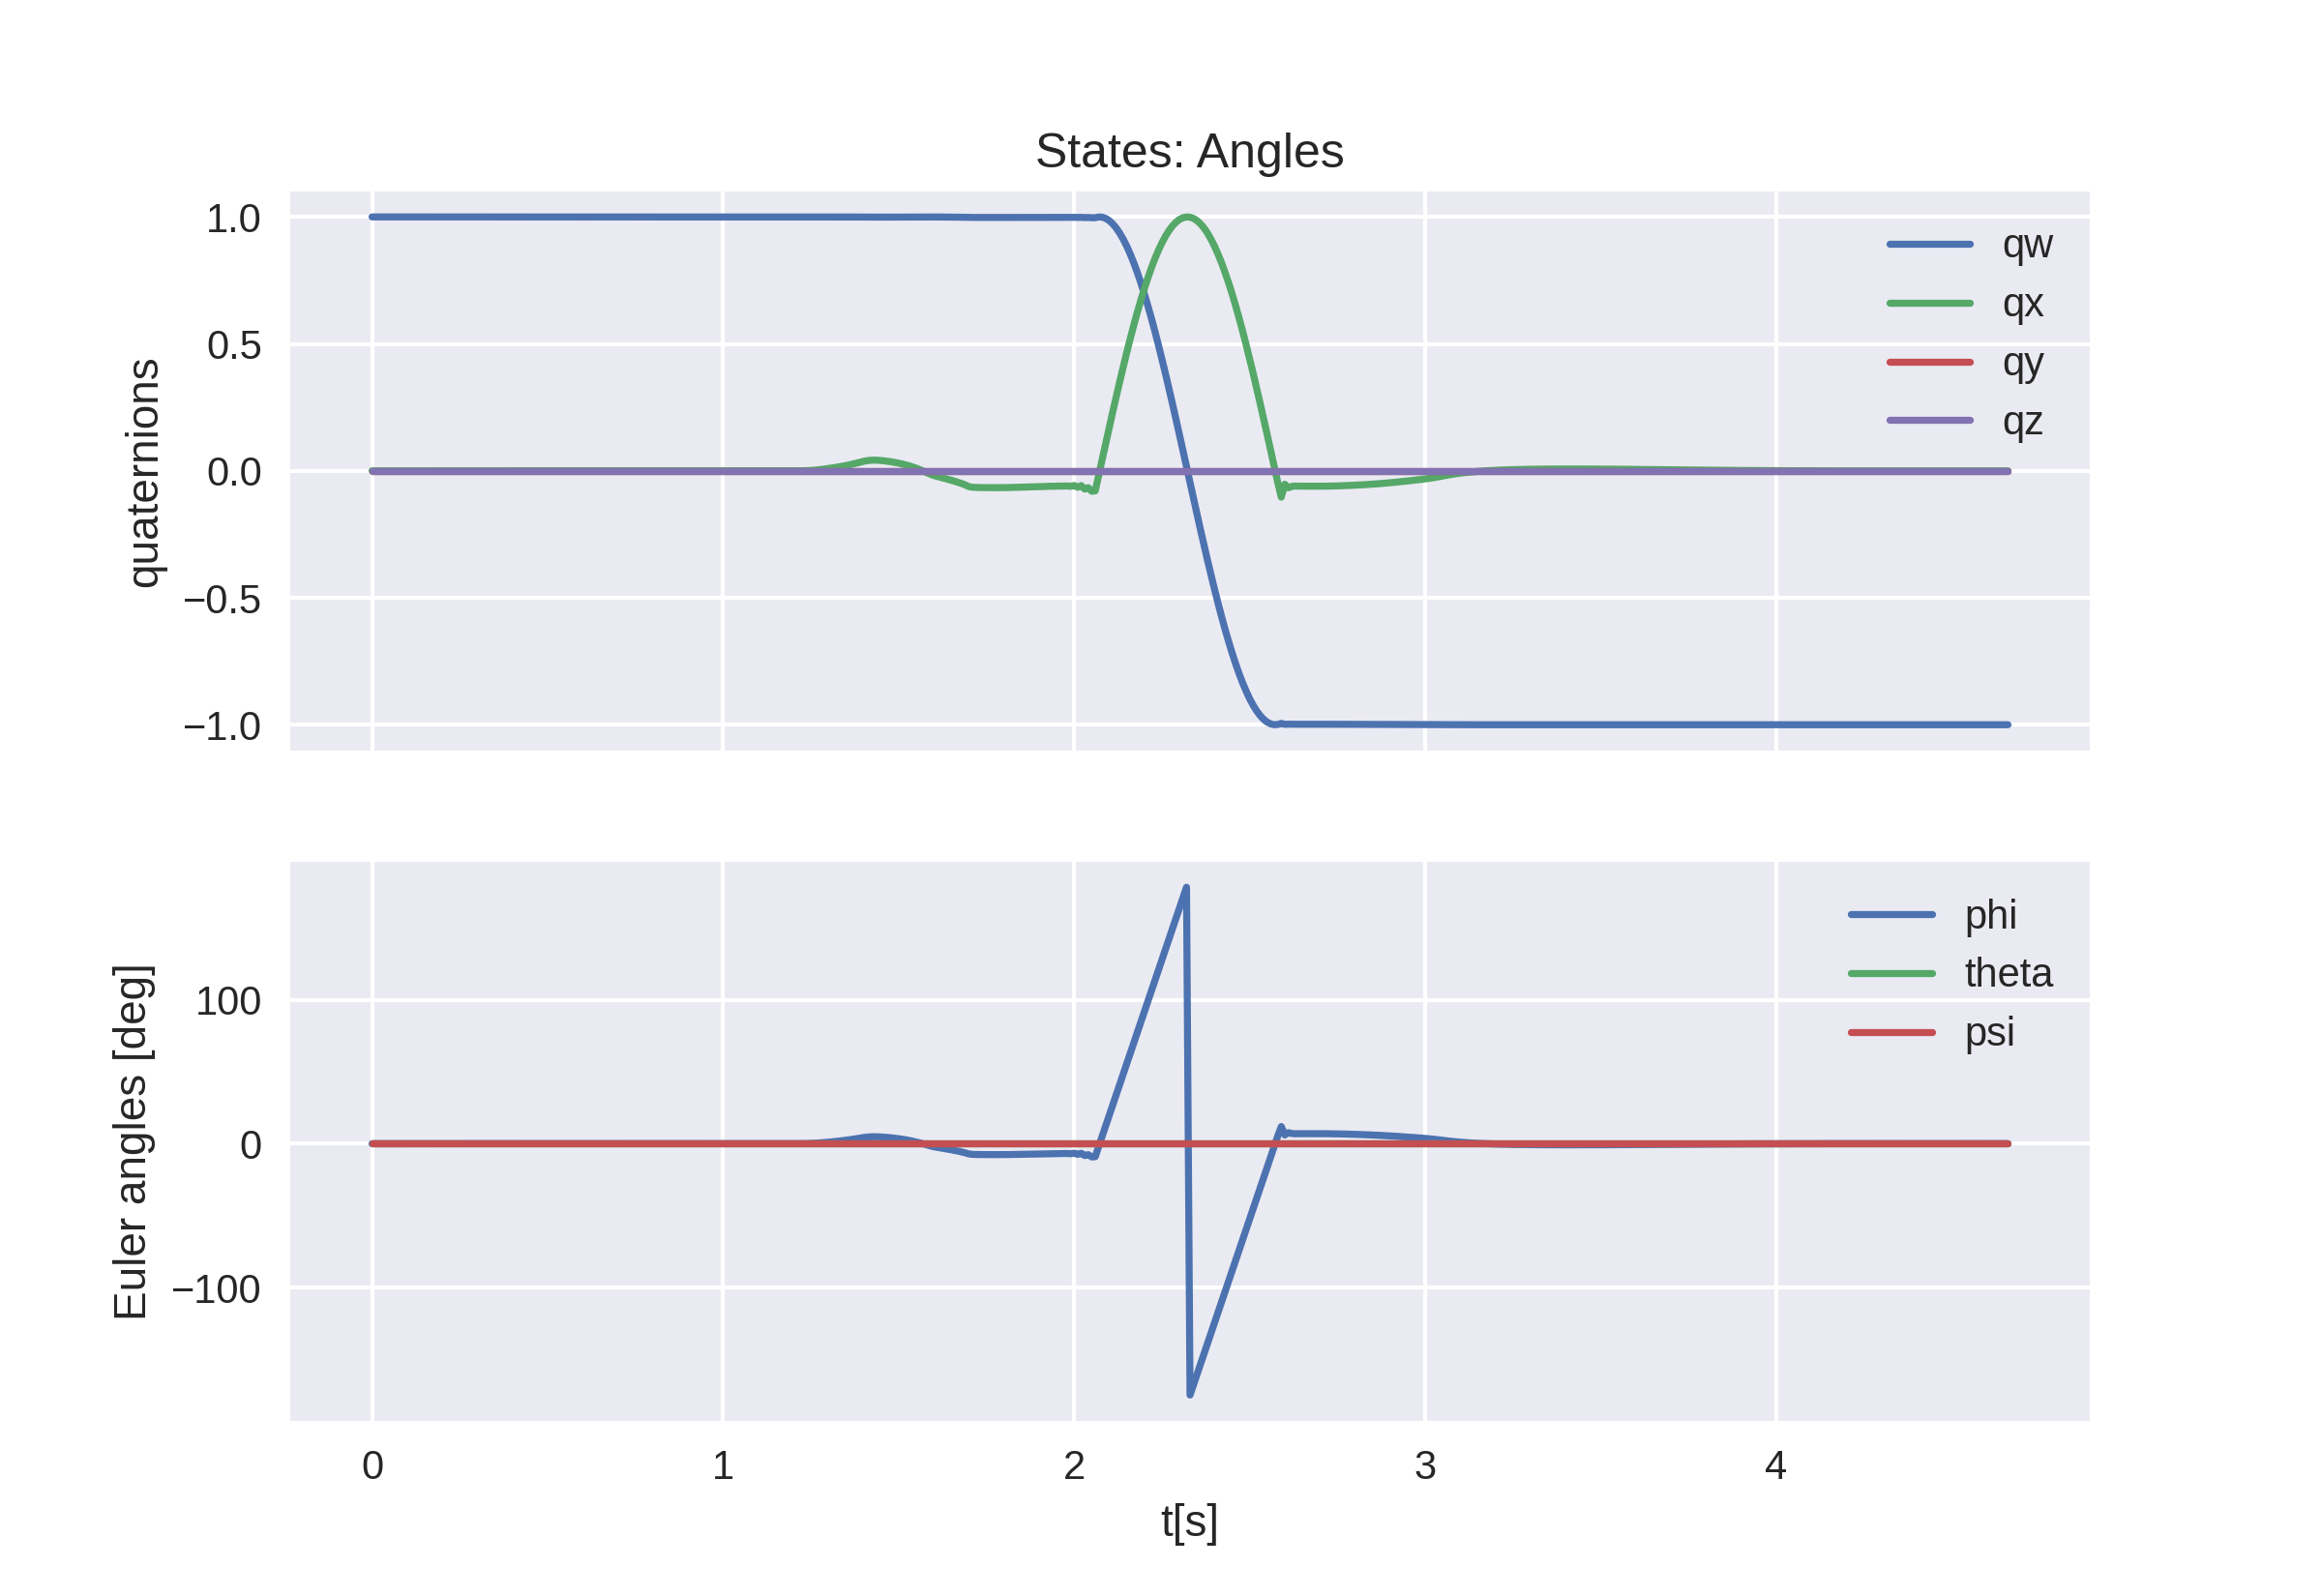 States: Angles
1.0
0.5
0.0
−0.5
−1.0
quaternions
qw
qx
qy
qz
100
0
−100
Euler angles [deg]
phi
theta
psi
0 1 2 3 4
t[s]